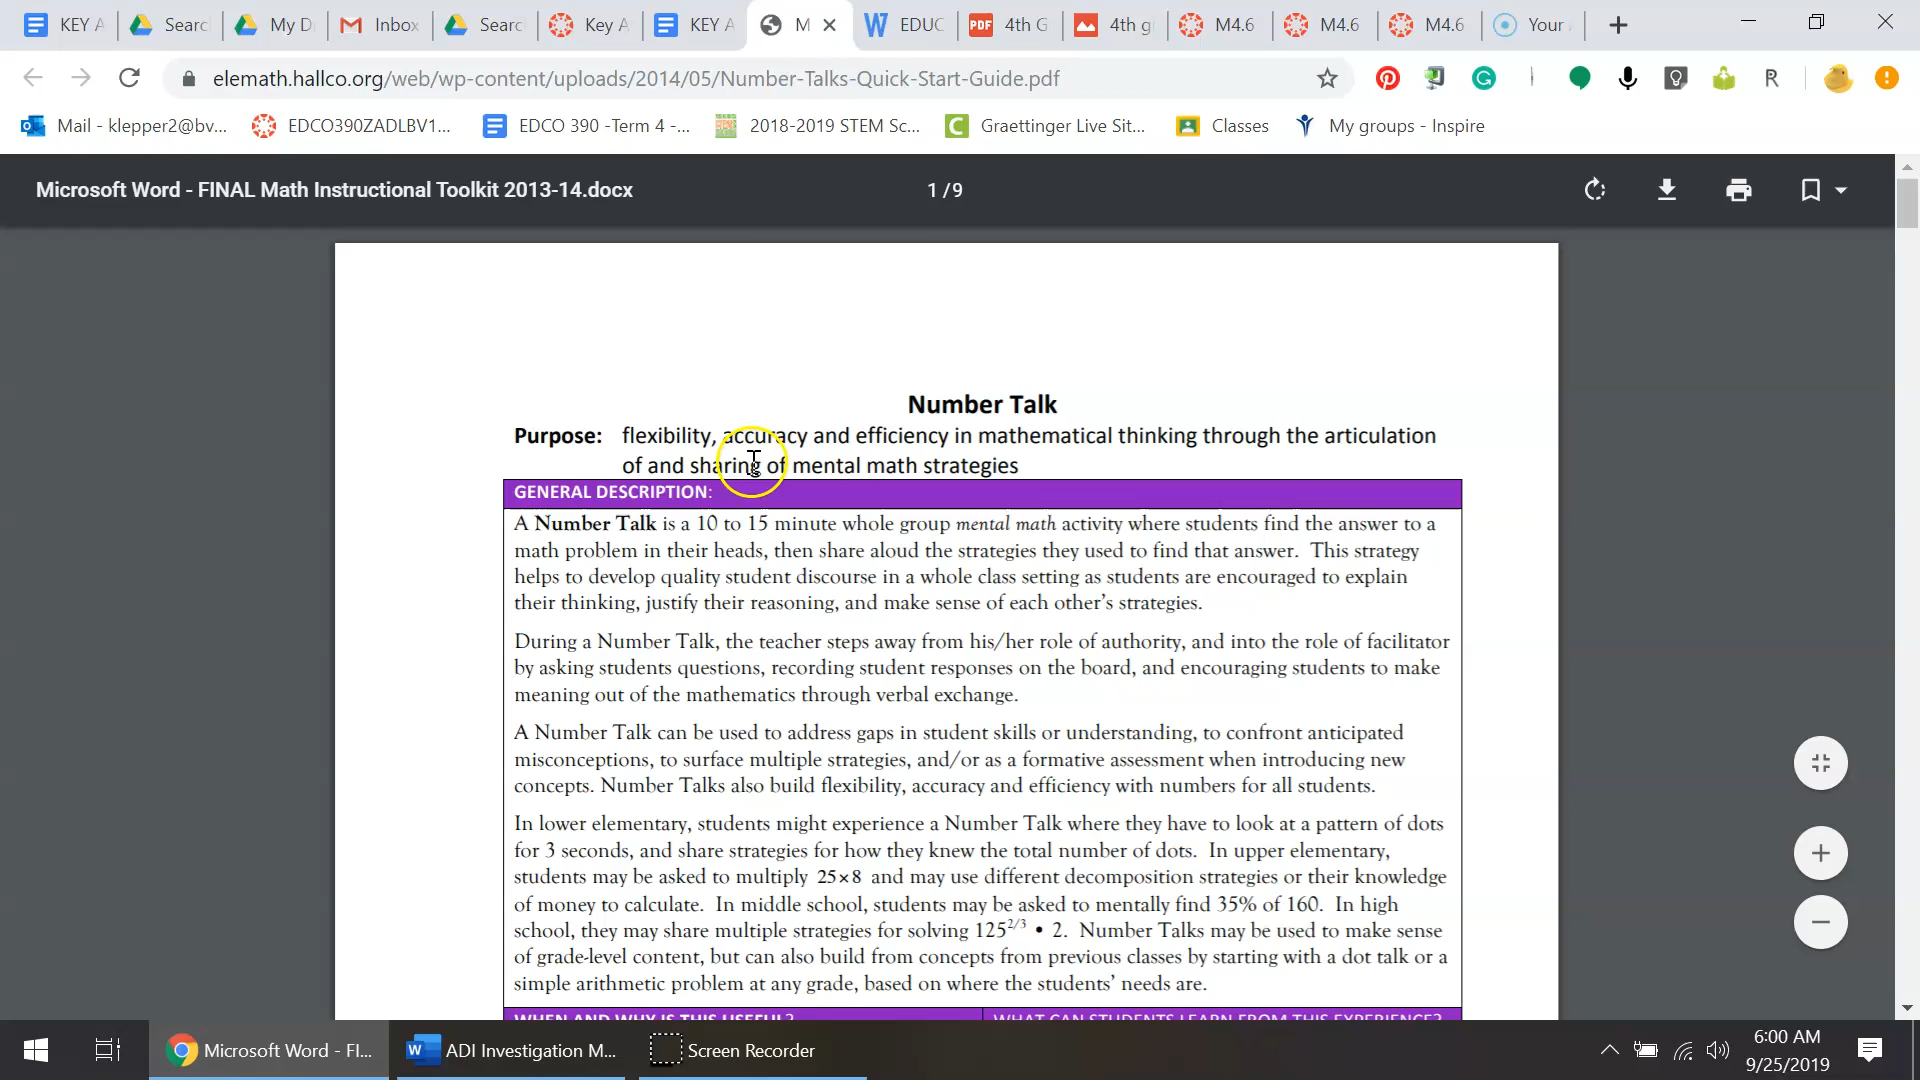 KEY A
Searc
My D
Inbox
Searc
Key A
KEY A
M
EDUC
PDF
4th G
4th g
M4.6
M4.6
M4.6
Your
elemath.hallco.org/web/wp-content/uploads/2014/05/Number-Talks-Quick-Start-Guide.pdf
Mail - klepper2@bv...
EDCO390ZADLBV1...
EDCO 390 -Term 4 -...
2018-2019 STEM Sc...
Graettinger Live Sit...
Classes
My groups - Inspire
Microsoft Word - FINAL Math Instructional Toolkit 2013-14.docx
1 / 9
Number Talk
Purpose: flexibility, accuracy and efficiency in mathematical thinking through the articulation
of and sharing of mental math strategies
GENERAL DESCRIPTION:
A Number Talk is a 10 to 15 minute whole group mental math activity where students find the answer to a
math problem in their heads, then share aloud the strategies they used to find that answer. This strategy
helps to develop quality student discourse in a whole class setting as students are encouraged to explain
their thinking, justify their reasoning, and make sense of each other's strategies.
During a Number Talk, the teacher steps away from his/her role of authority, and into the role of facilitator
by asking students questions, recording student responses on the board, and encouraging students to make
meaning out of the mathematics through verbal exchange.
A Number Talk can be used to address gaps in student skills or understanding, to confront anticipated
misconceptions, to surface multiple strategies, and/or as a formative assessment when introducing new
concepts. Number Talks also build flexibility, accuracy and efficiency with numbers for all students.
In lower elementary, students might experience a Number Talk where they have to look at a pattern of dots
for 3 seconds, and share strategies for how they knew the total number of dots. In upper elementary,
students may be asked to multiply 25×8 and may use different decomposition strategies or their knowledge
of money to calculate. In middle school, students may be asked to mentally find 35% of 160. In high
school, they may share multiple strategies for solving 125^2/3 • 2. Number Talks may be used to make sense
of grade-level content, but can also build from concepts from previous classes by starting with a dot talk or a
simple arithmetic problem at any grade, based on where the students' needs are.
WHEN AND WHY IS THIS USEFUL?
WHAT CAN STUDENTS LEARN FROM THIS EXPERIENCE?
Microsoft Word - FI...
ADI Investigation M...
Screen Recorder
6:00 AM
9/25/2019